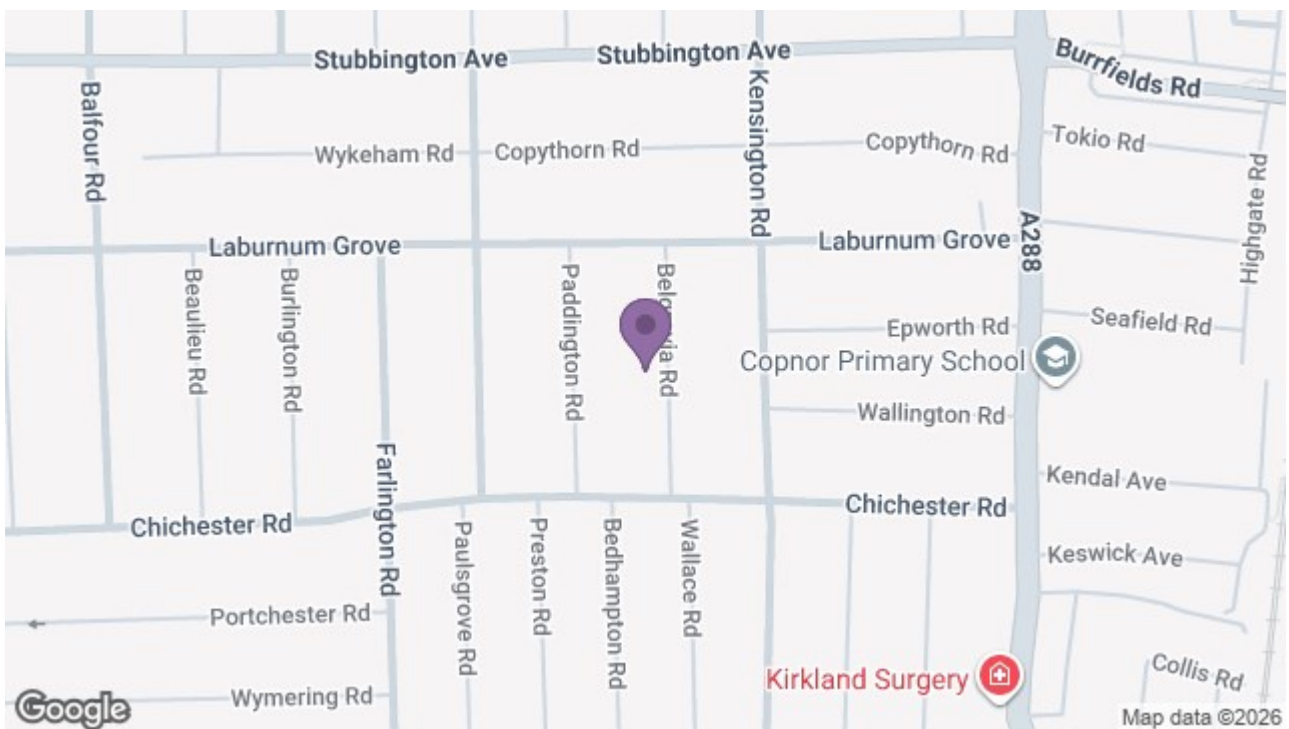 Stubbington Ave
Stubbington Ave
Burrfields Rd
Balfour Rd
Kensington Rd
Wykeham Rd
Copythorn Rd
Copythorn Rd
Tokio Rd
Highgate Rd
Laburnum Grove
Laburnum Grove
A288
Beaulieu Rd
Burlington Rd
Paddington Rd
Epworth Rd
Seafield Rd
Copnor Primary School
Wallington Rd
Farlington Rd
Kendal Ave
Chichester Rd
Chichester Rd
Paulsgrove Rd
Preston Rd
Bedhampton Rd
Wallace Rd
Keswick Ave
Portchester Rd
Kirkland Surgery
Collis Rd
Wymering Rd
Google
Map data ©2026